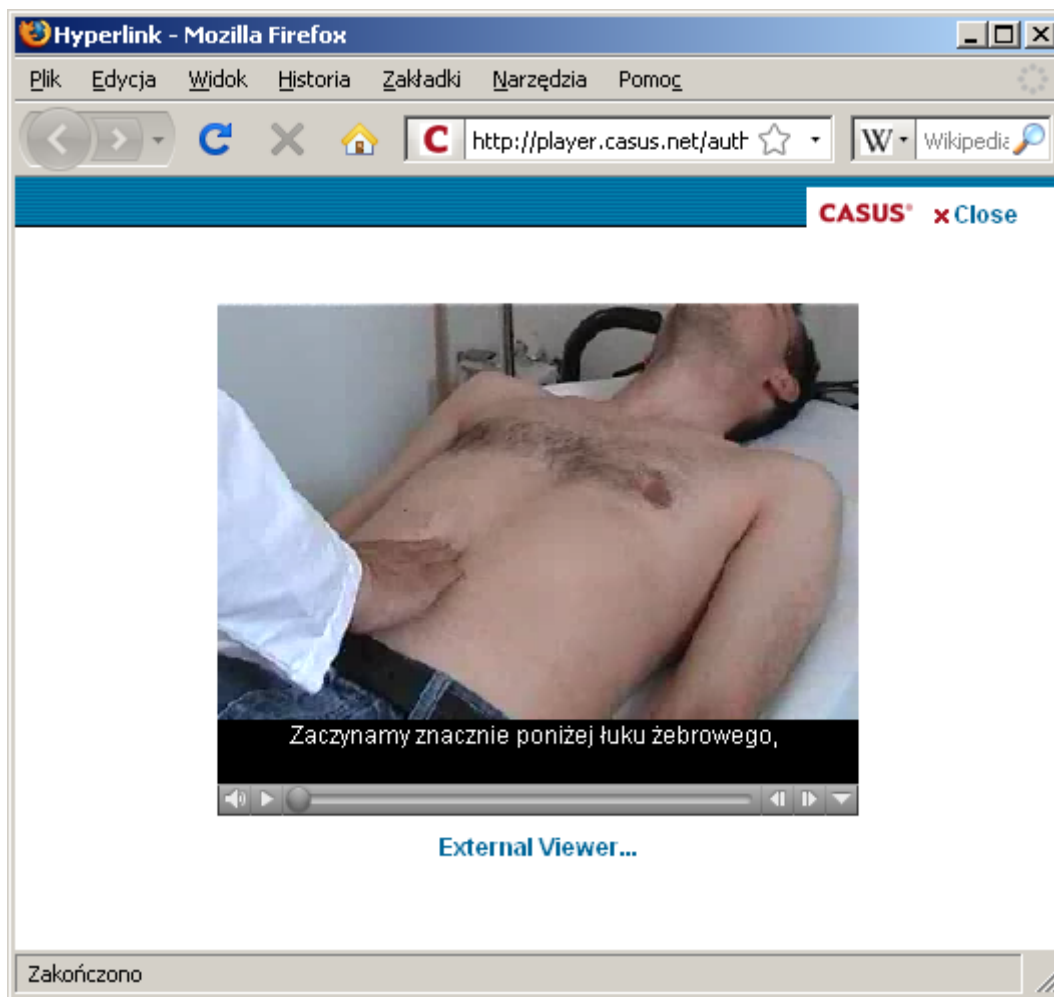 Hyperlink - Mozilla Firefox
Plik Edycja Widok Historia Zakładki Narzędzia Pomoc
C http://player.casus.net/auth W Wikipedia
CASUS® × Close
Zaczynamy znacznie poniżej łuku żebrowego,
External Viewer...
Zakończono